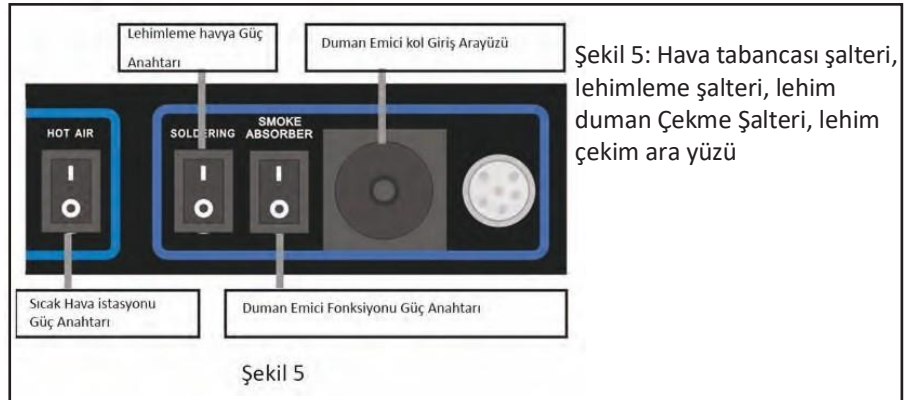 Lehimleme havya Güç
Anahtarı
Duman Emici kol Giriş Arayüzü
HOT AIR
SOLDERING
SMOKE
ABSORBER
Sıcak Hava istasyonu
Güç Anahtarı
Duman Emici Fonksiyonu Güç Anahtarı
Şekil 5
Şekil 5: Hava tabancası şalteri,
lehimleme şalteri, lehim
duman Çekme Şalteri, lehim
çekim ara yüzü